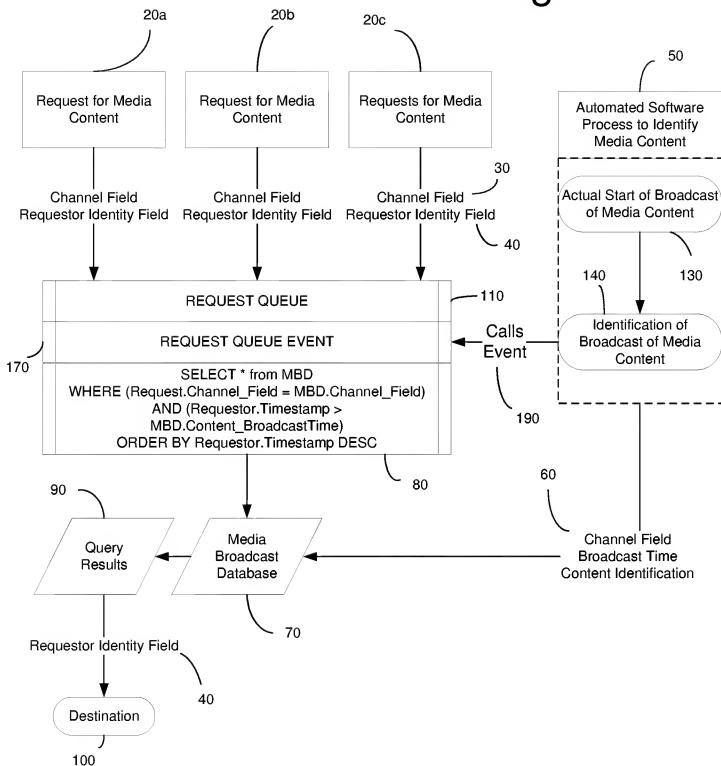 20a
20b
20c
50
Request for Media
Content
Request for Media
Content
Requests for Media
Content
Automated Software
Process to Identify
Media Content
Channel Field
Requestor Identity Field
Channel Field
Requestor Identity Field
Channel Field
Requestor Identity Field
30
40
Actual Start of Broadcast
of Media Content
130
140
REQUEST QUEUE
110
REQUEST QUEUE EVENT
170
Calls
Event
190
Identification of
Broadcast of Media
Content
SELECT * from MBD
WHERE (Request.Channel_Field = MBD.Channel_Field)
AND (Requestor.Timestamp >
MBD.Content_BroadcastTime)
ORDER BY Requestor.Timestamp DESC
80
60
90
Query
Results
Media
Broadcast
Database
Channel Field
Broadcast Time
Content Identification
70
Requestor Identity Field
40
Destination
100